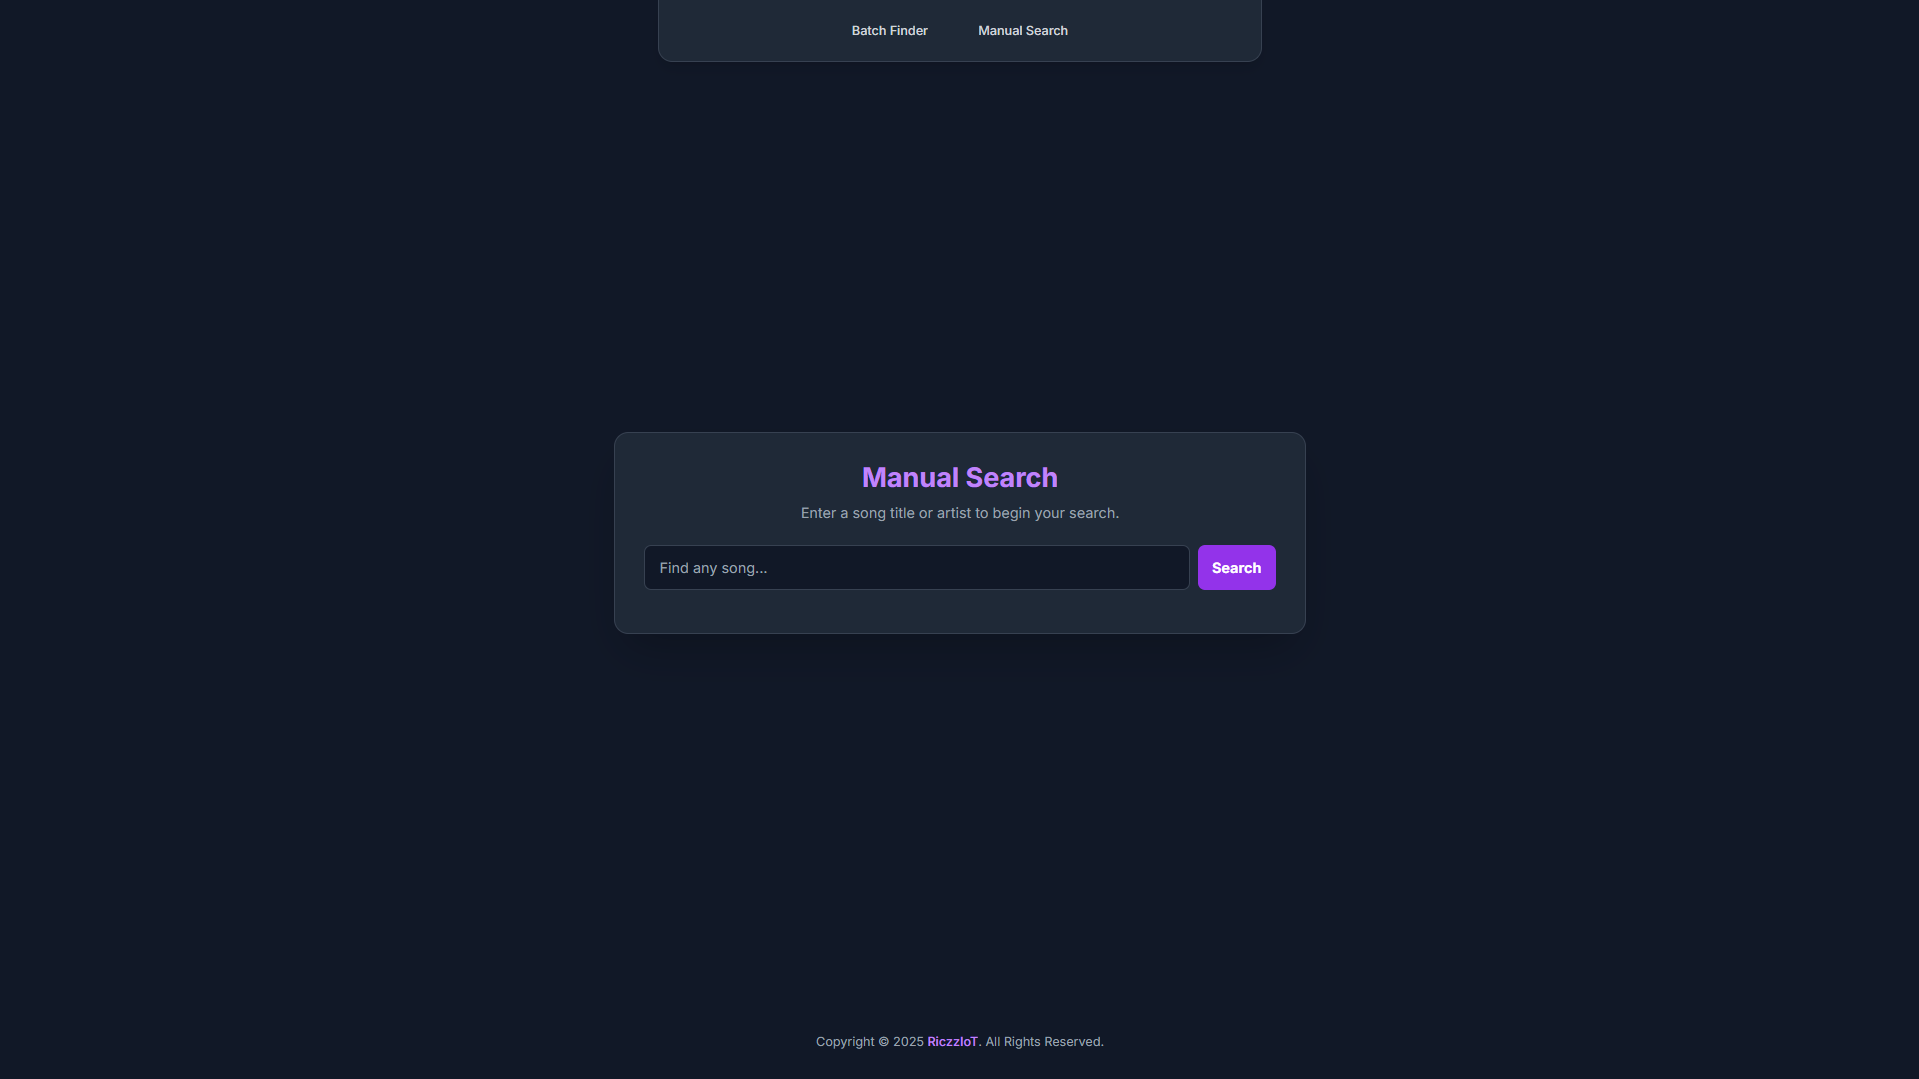 Batch Finder Manual Search
Manual Search
Enter a song title or artist to begin your search.
Find any song...
Search
Copyright © 2025 RiczzIoT. All Rights Reserved.